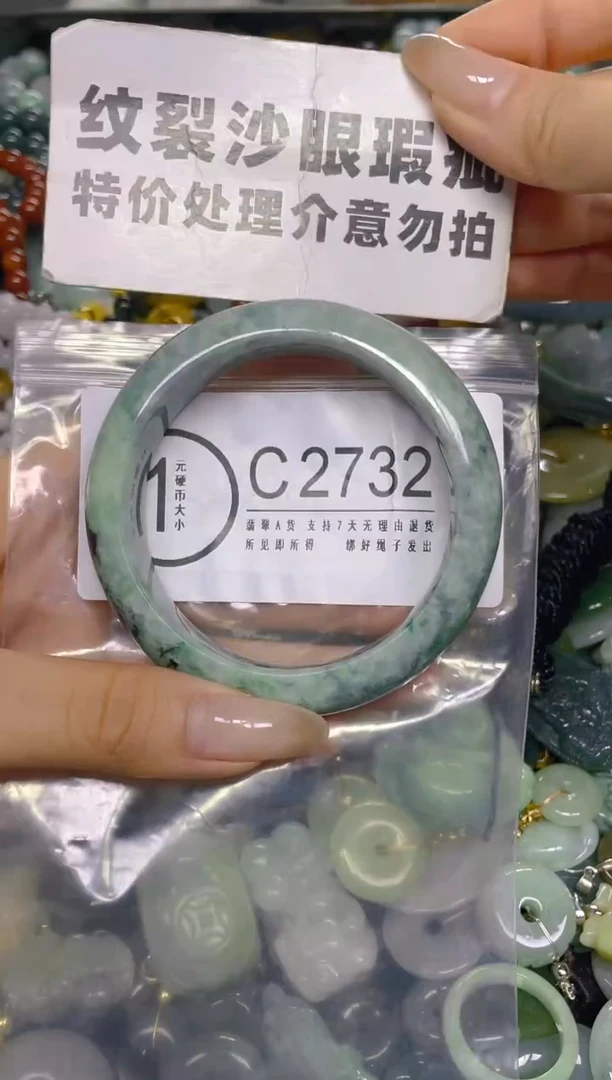 纹裂沙眼瑕疵
特价处理介意勿拍
1 元硬币大小
C2732
翡翠A货 支持7天无理由退货
所见即所得 绑好绳子发出